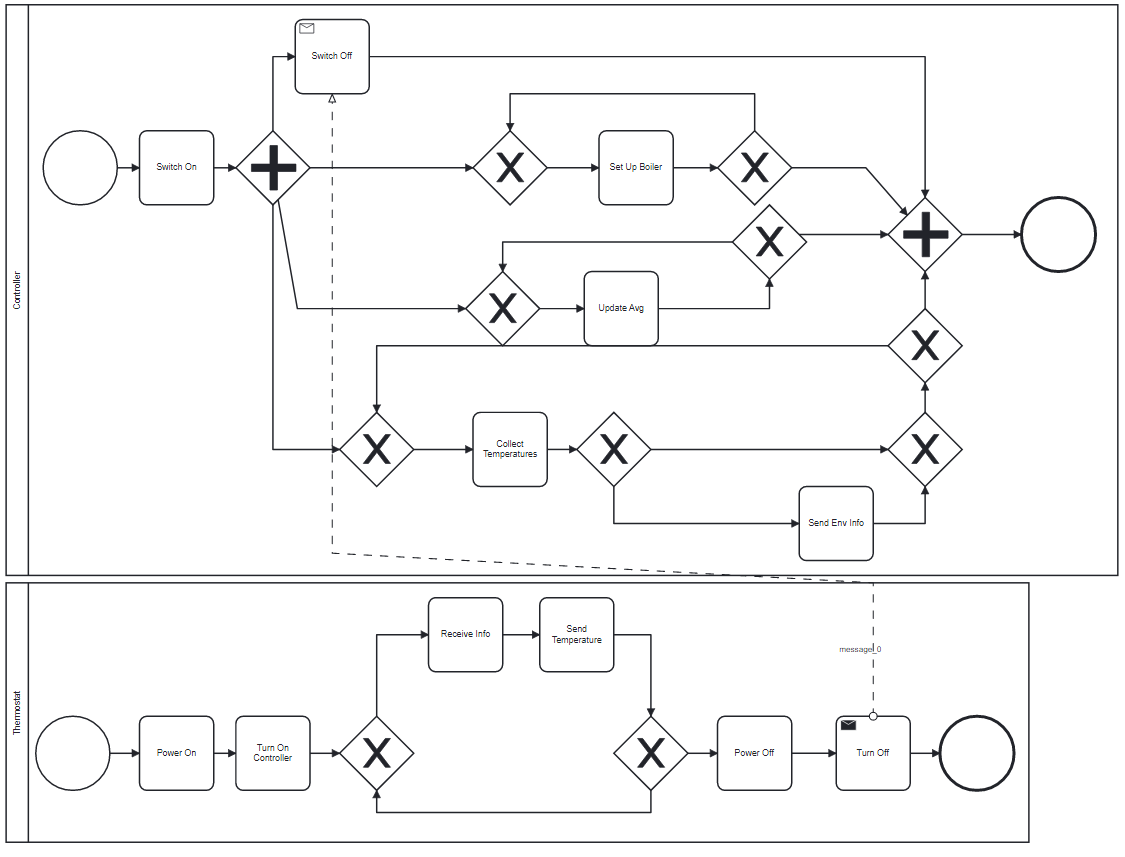 Controller
Switch Off
Switch On
Set Up Boiler
Update Avg
Collect
Temperatures
Send Env Info
Thermostat
Receive Info
Send
Temperature
message_0
Power On
Turn On
Controller
Power Off
Turn Off